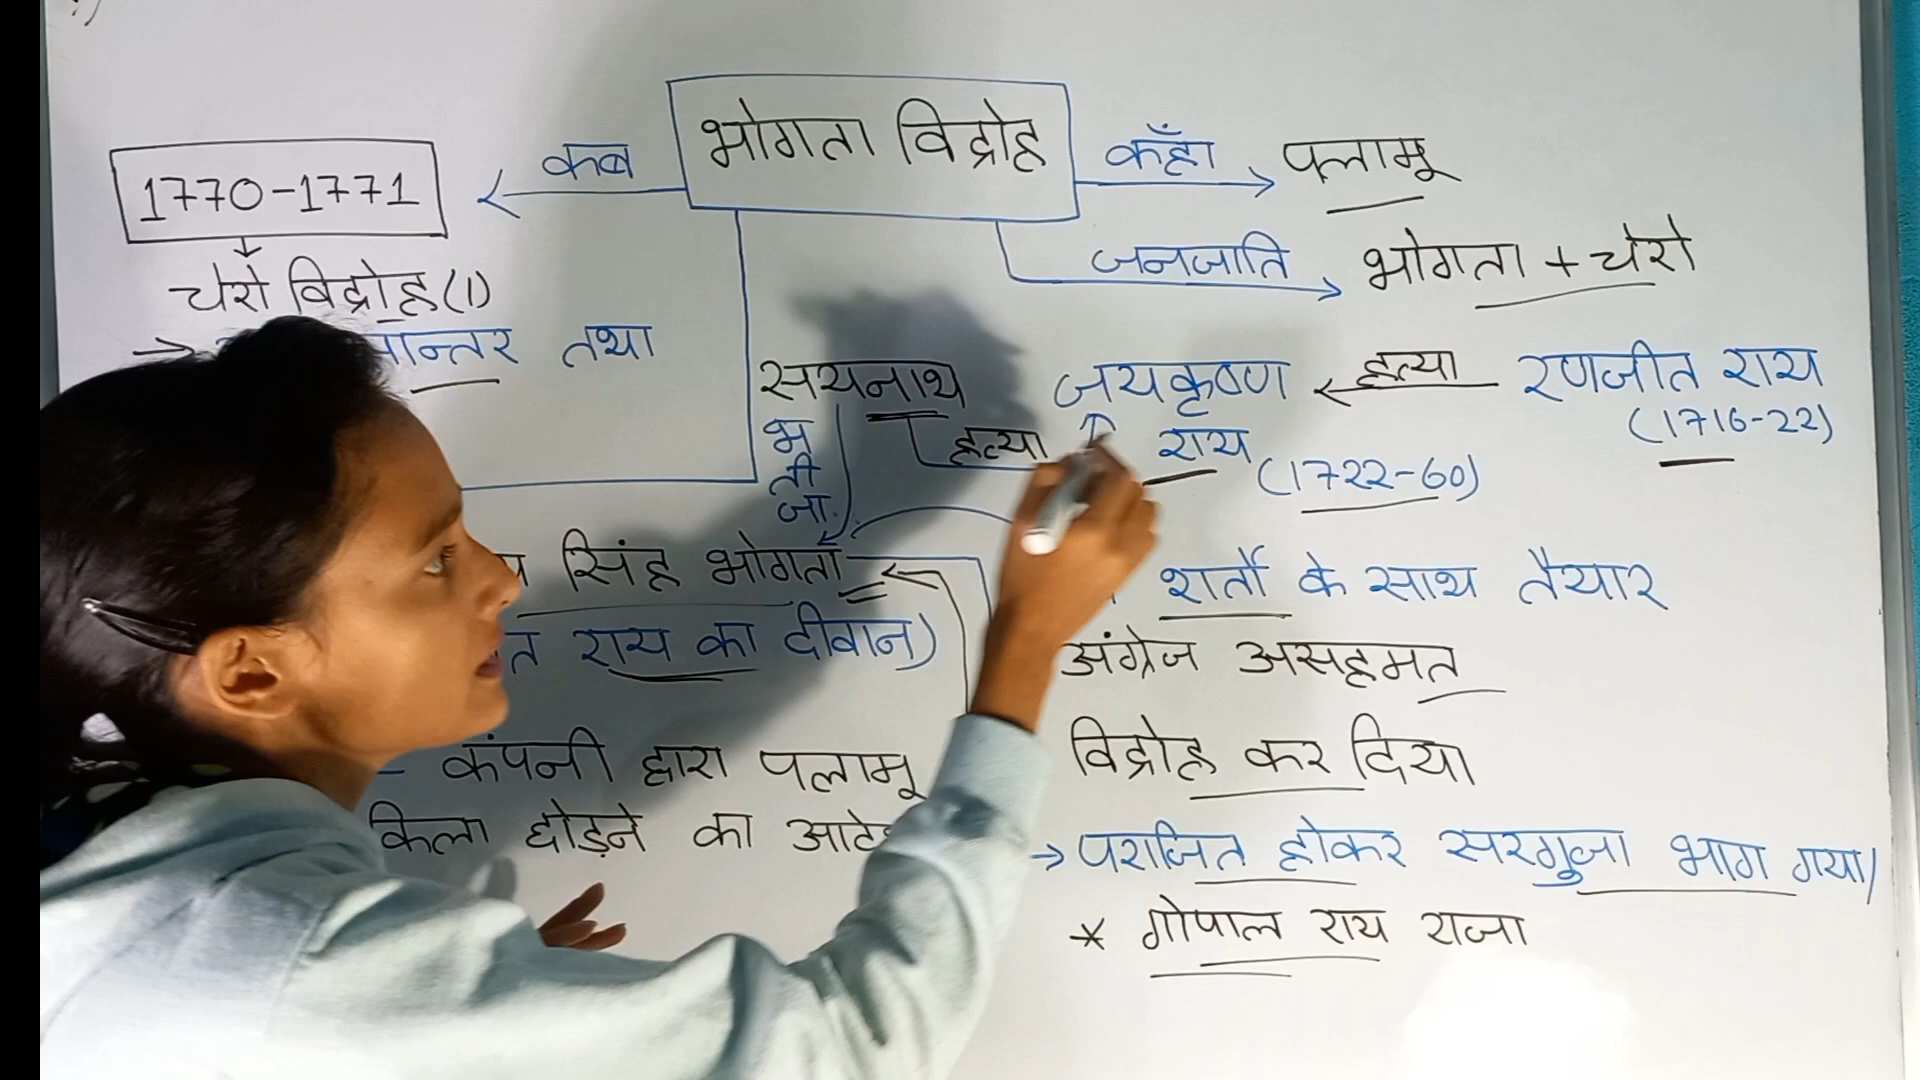 भोगता विद्रोह
कब
1770-1771
कहाँ
पलामू
चेरो विद्रोह (1)
जनजाति
भोगता + चेरो
तथा
सयनाथ
हत्या
जयकृष्ण
राय
(1722-60)
हत्या
रणजीत राय
(1716-22)
भतीजा
सिंह भोगता
राय का दीवान)
- कंपनी द्वारा पलामू
किला छोड़ने का
शर्तो के साथ तैयार
अंग्रेज असहमत
विद्रोह कर दिया
→ पराजित होकर सरगुजा भाग गया।
* गोपाल राय राजा